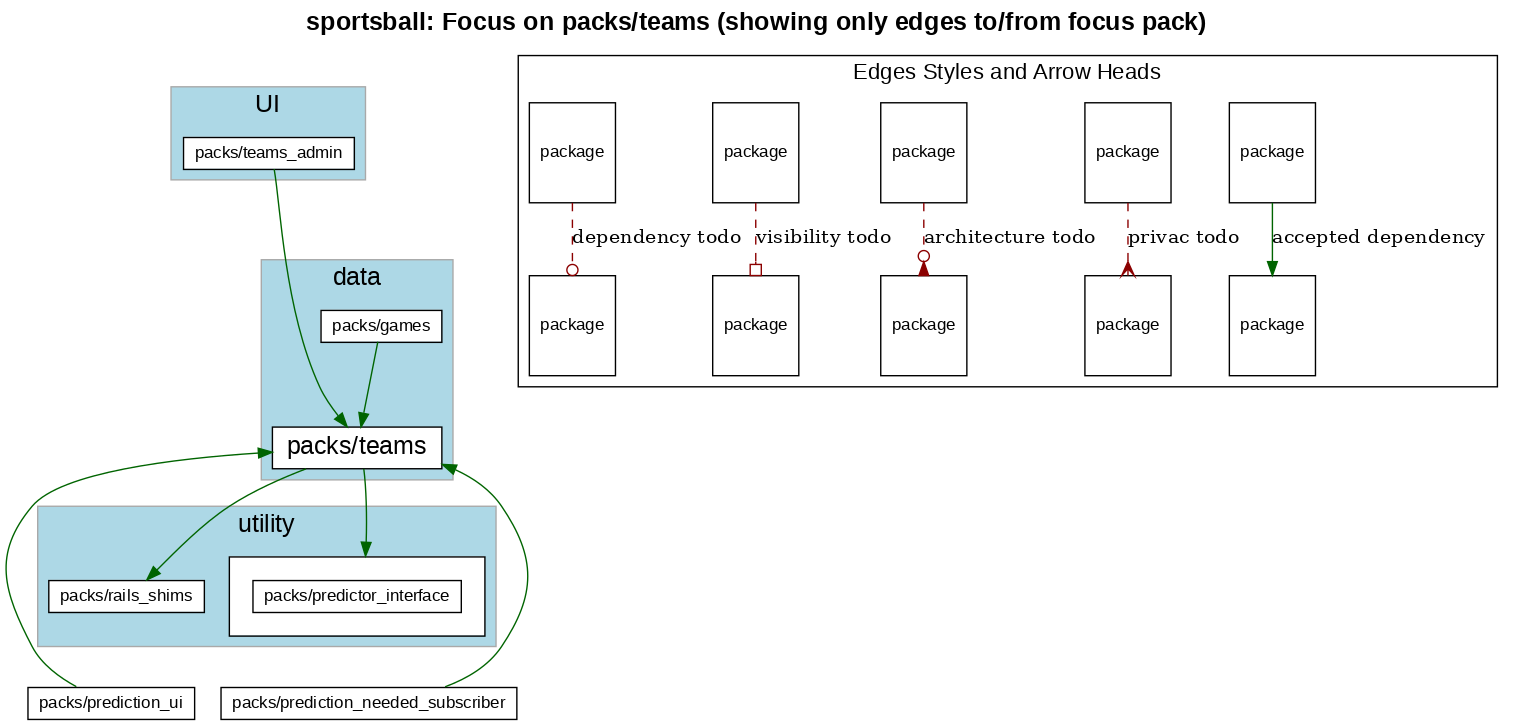 sportsball: Focus on packs/teams (showing only edges to/from focus pack)
UI
packs/teams_admin
data
packs/games
packs/teams
utility
packs/rails_shims
packs/predictor_interface
packs/prediction_ui
packs/prediction_needed_subscriber
Edges Styles and Arrow Heads
package
package
package
package
package
dependency todo
visibility todo
architecture todo
privac todo
accepted dependency
package
package
package
package
package